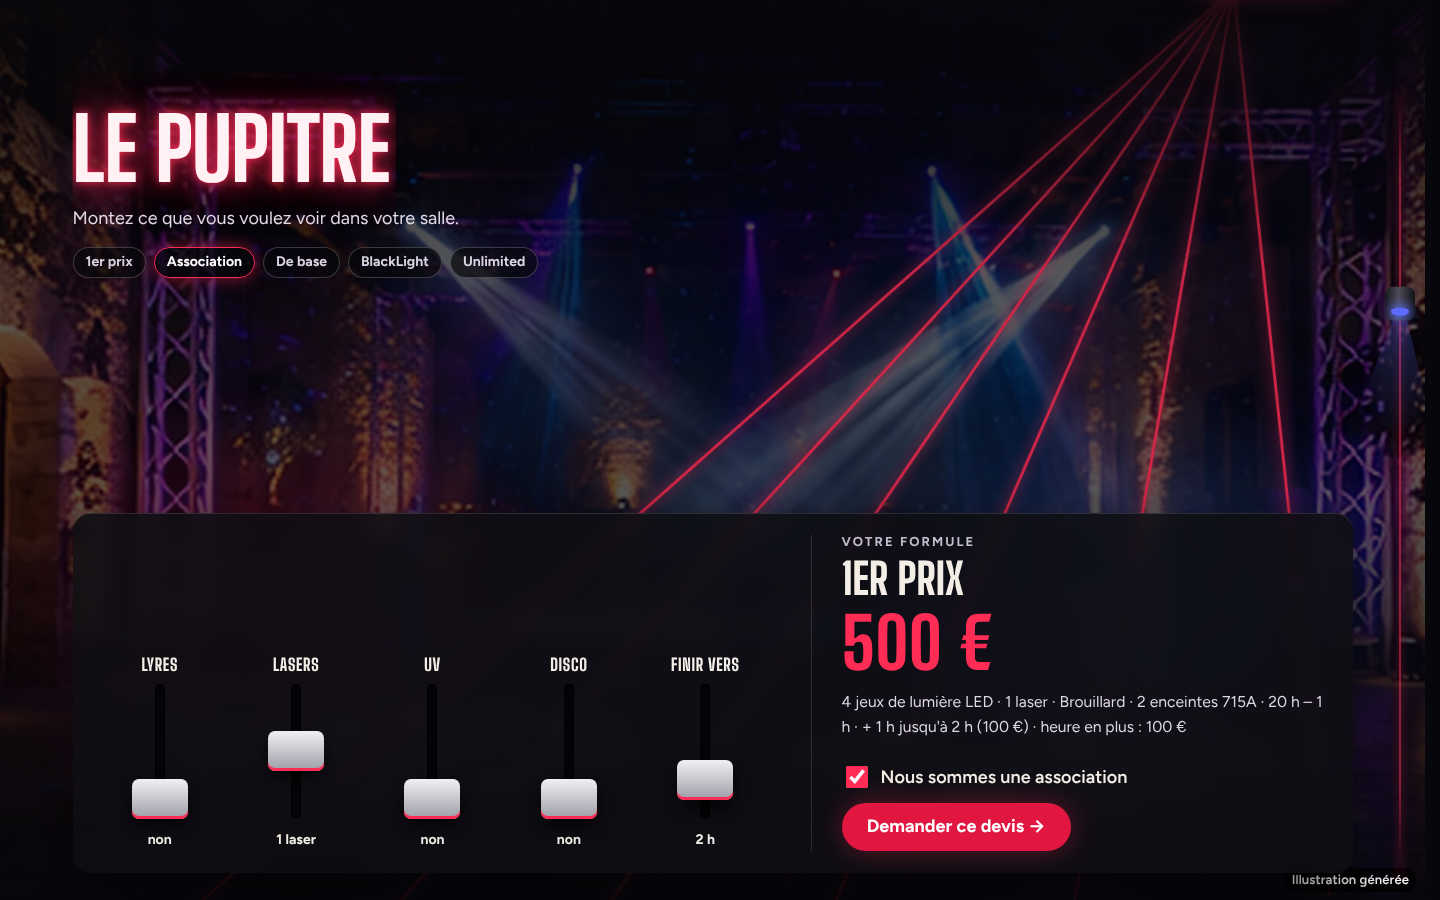 LE PUPITRE
Montez ce que vous voulez voir dans votre salle.
1er prix
Association
De base
BlackLight
Unlimited
LYRES
LASERS
UV
DISCO
FINIR VERS
non
1 laser
non
non
2 h
VOTRE FORMULE
1ER PRIX
500 €
4 jeux de lumière LED · 1 laser · Brouillard · 2 enceintes 715A · 20 h – 1
h · + 1 h jusqu'à 2 h (100 €) · heure en plus : 100 €
Nous sommes une association
Demander ce devis →
Illustration générée